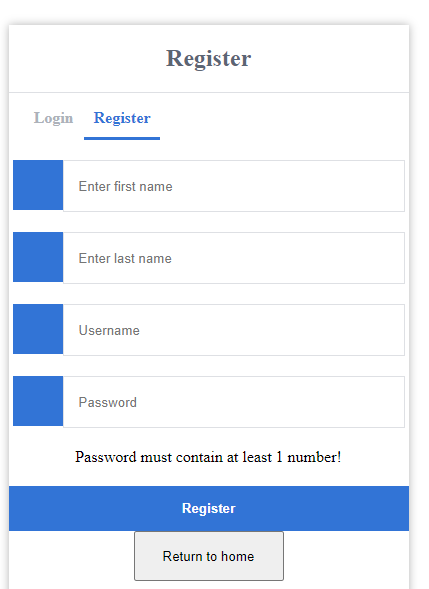 Register
Login Register
Enter first name
Enter last name
Username
Password
Password must contain at least 1 number!
Register
Return to home